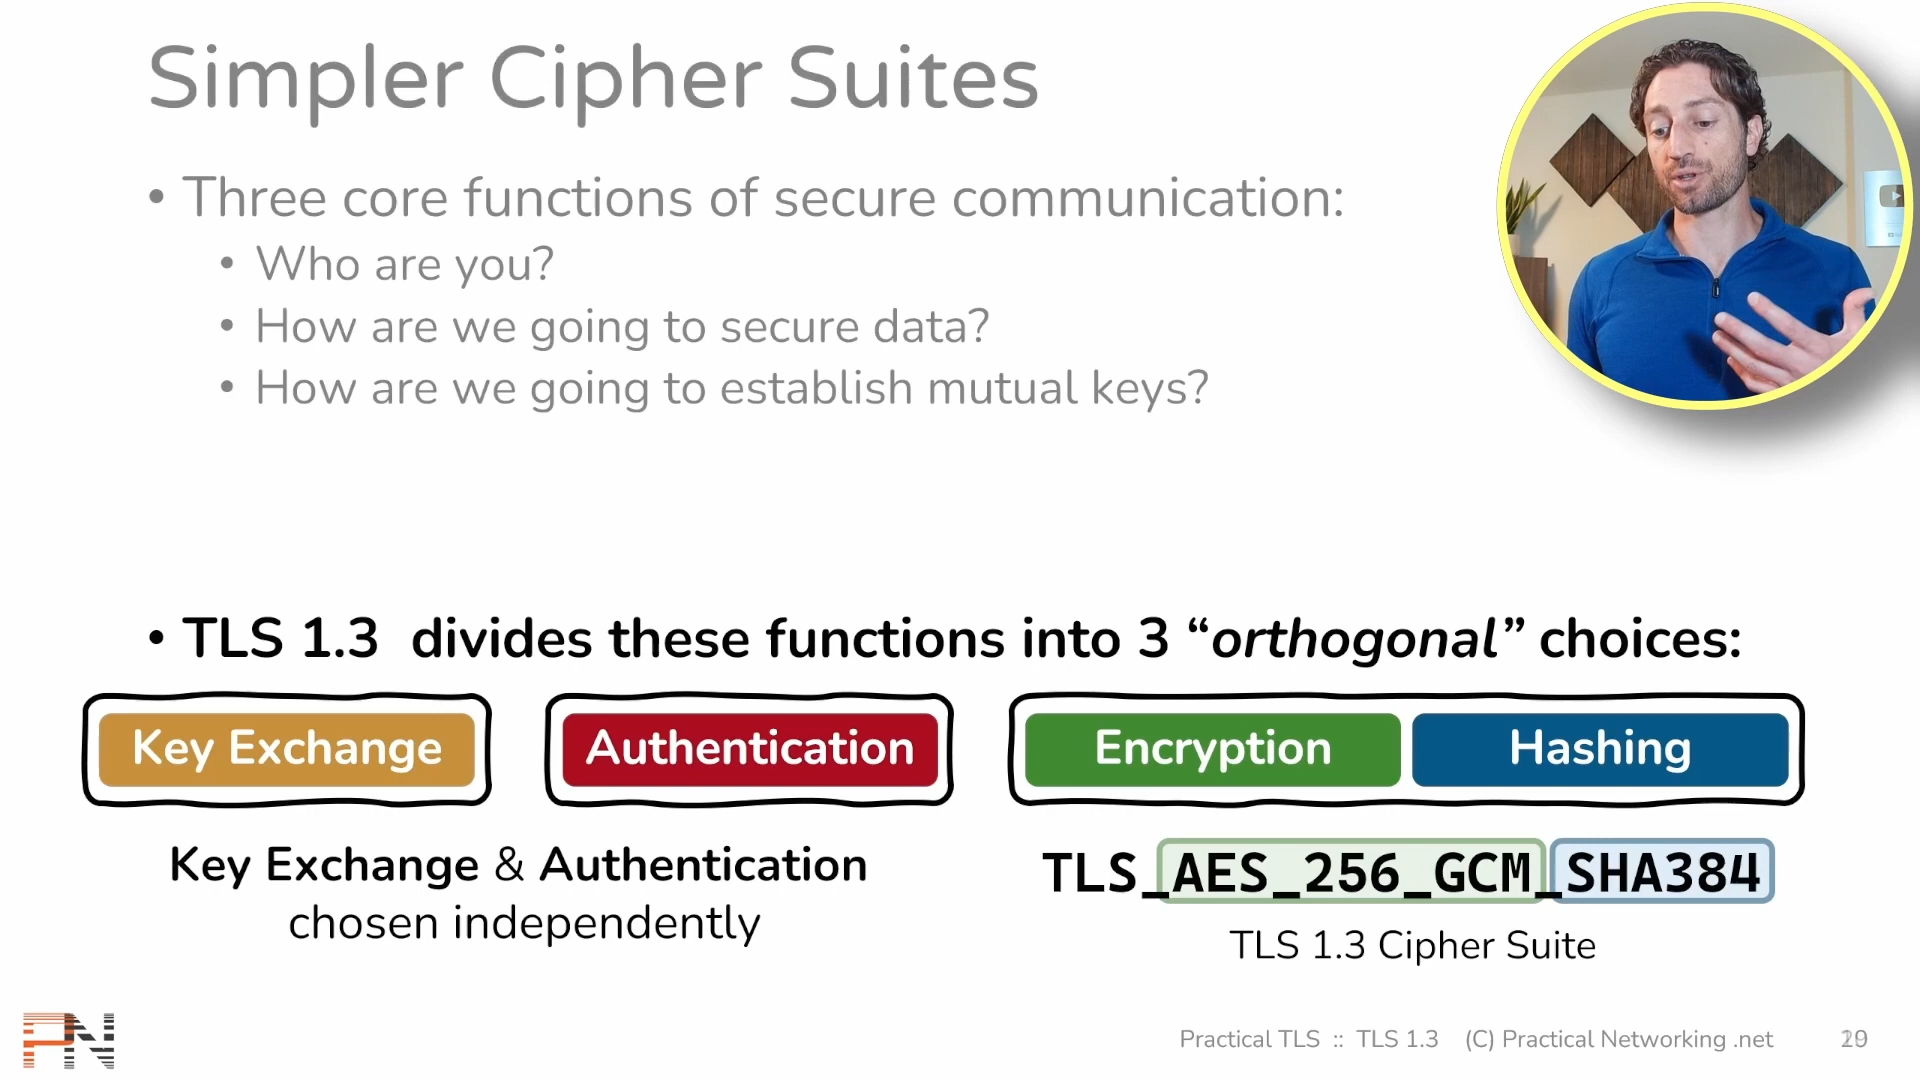 Simpler Cipher Suites
• Three core functions of secure communication:
• Who are you?
• How are we going to secure data?
• How are we going to establish mutual keys?
• TLS 1.3 divides these functions into 3 “orthogonal” choices:
Key Exchange
Authentication
Encryption
Hashing
Key Exchange & Authentication
chosen independently
TLS_AES_256_GCM_SHA384
TLS 1.3 Cipher Suite
PN
Practical TLS :: TLS 1.3 (C) Practical Networking .net